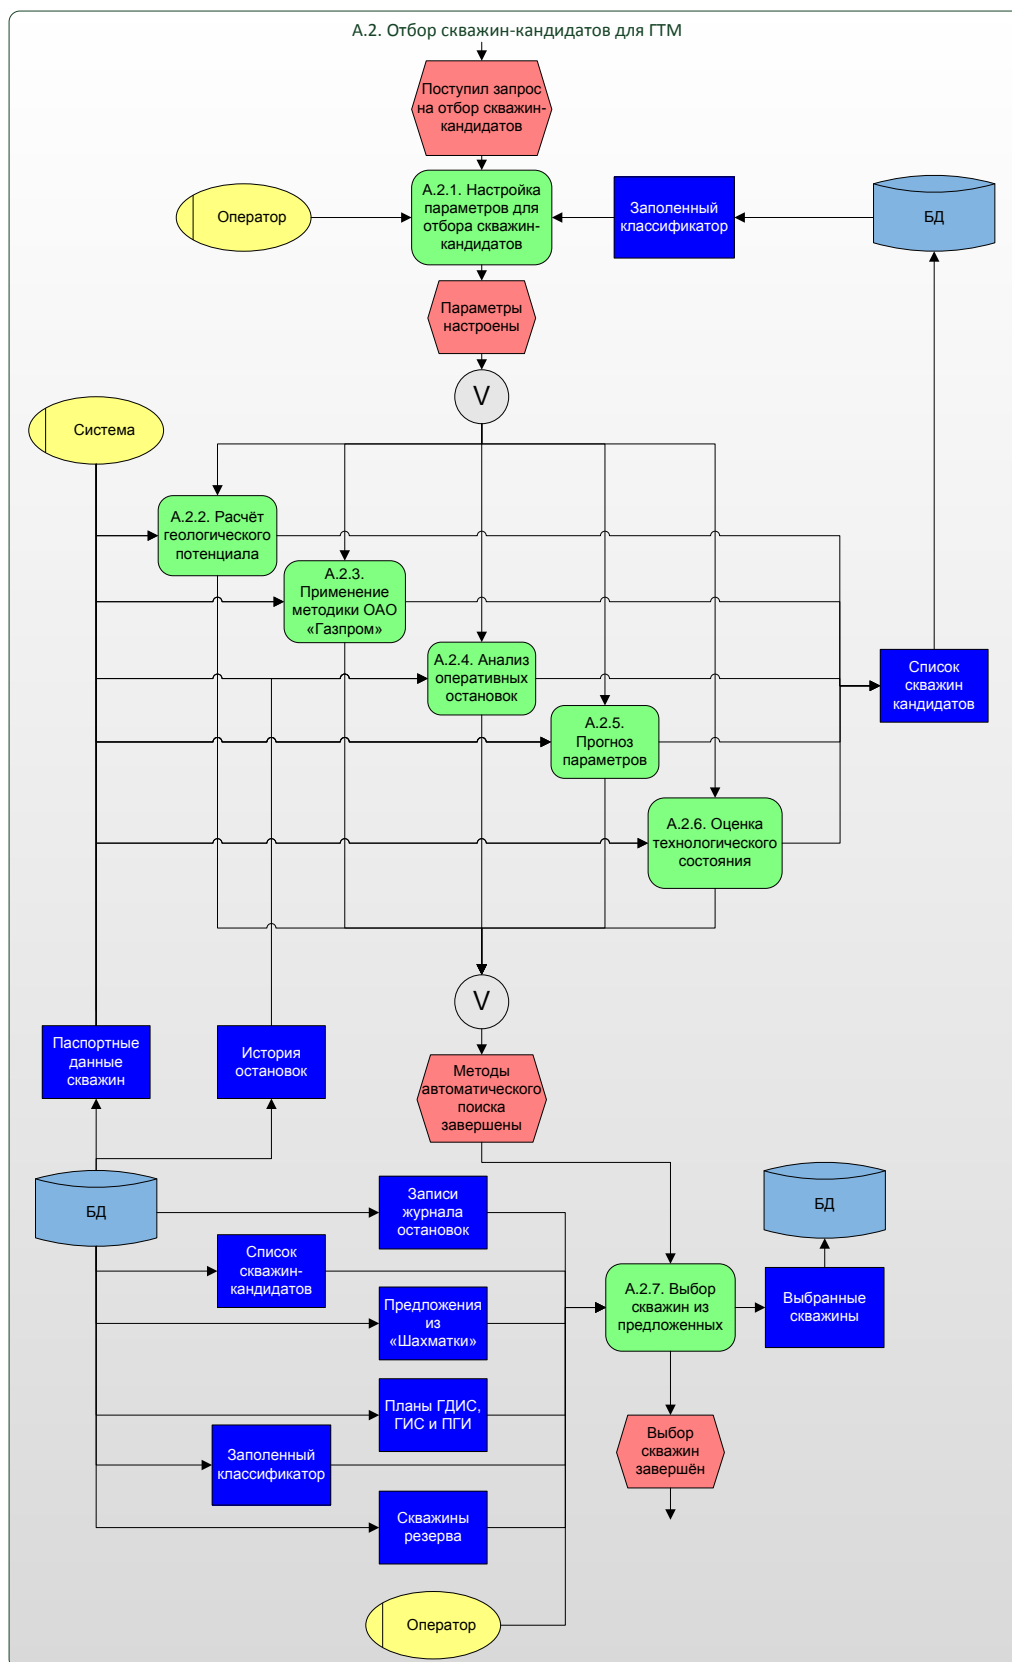 А.2. Отбор скважин-кандидатов для ГТМ
Поступил запрос
на отбор скважин-
кандидатов
Оператор
А.2.1. Настройка
параметров для
отбора скважин-
кандидатов
Заполенный
классификатор
БД
Параметры
настроены
V
Система
А.2.2. Расчёт
геологического
потенциала
А.2.3.
Применение
методики ОАО
«Газпром»
А.2.4. Анализ
оперативных
остановок
Список
скважин
кандидатов
А.2.5.
Прогноз
параметров
А.2.6. Оценка
технологического
состояния
V
Паспортные
данные
скважин
История
остановок
Методы
автоматического
поиска
завершены
БД
Записи
журнала
остановок
БД
Список
скважин-
кандидатов
Предложения
из
«Шахматки»
А.2.7. Выбор
скважин из
предложенных
Выбранные
скважины
Планы ГДИС,
ГИС и ПГИ
Выбор
скважин
завершён
Заполенный
классификатор
Скважины
резерва
Оператор